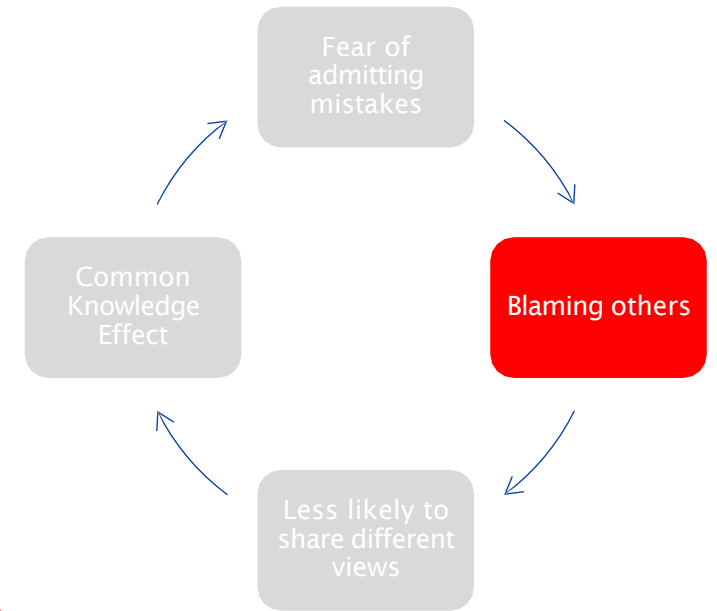 Fear of
admitting
mistakes
Blaming others
Less likely to
share different
views
Common
Knowledge
Effect